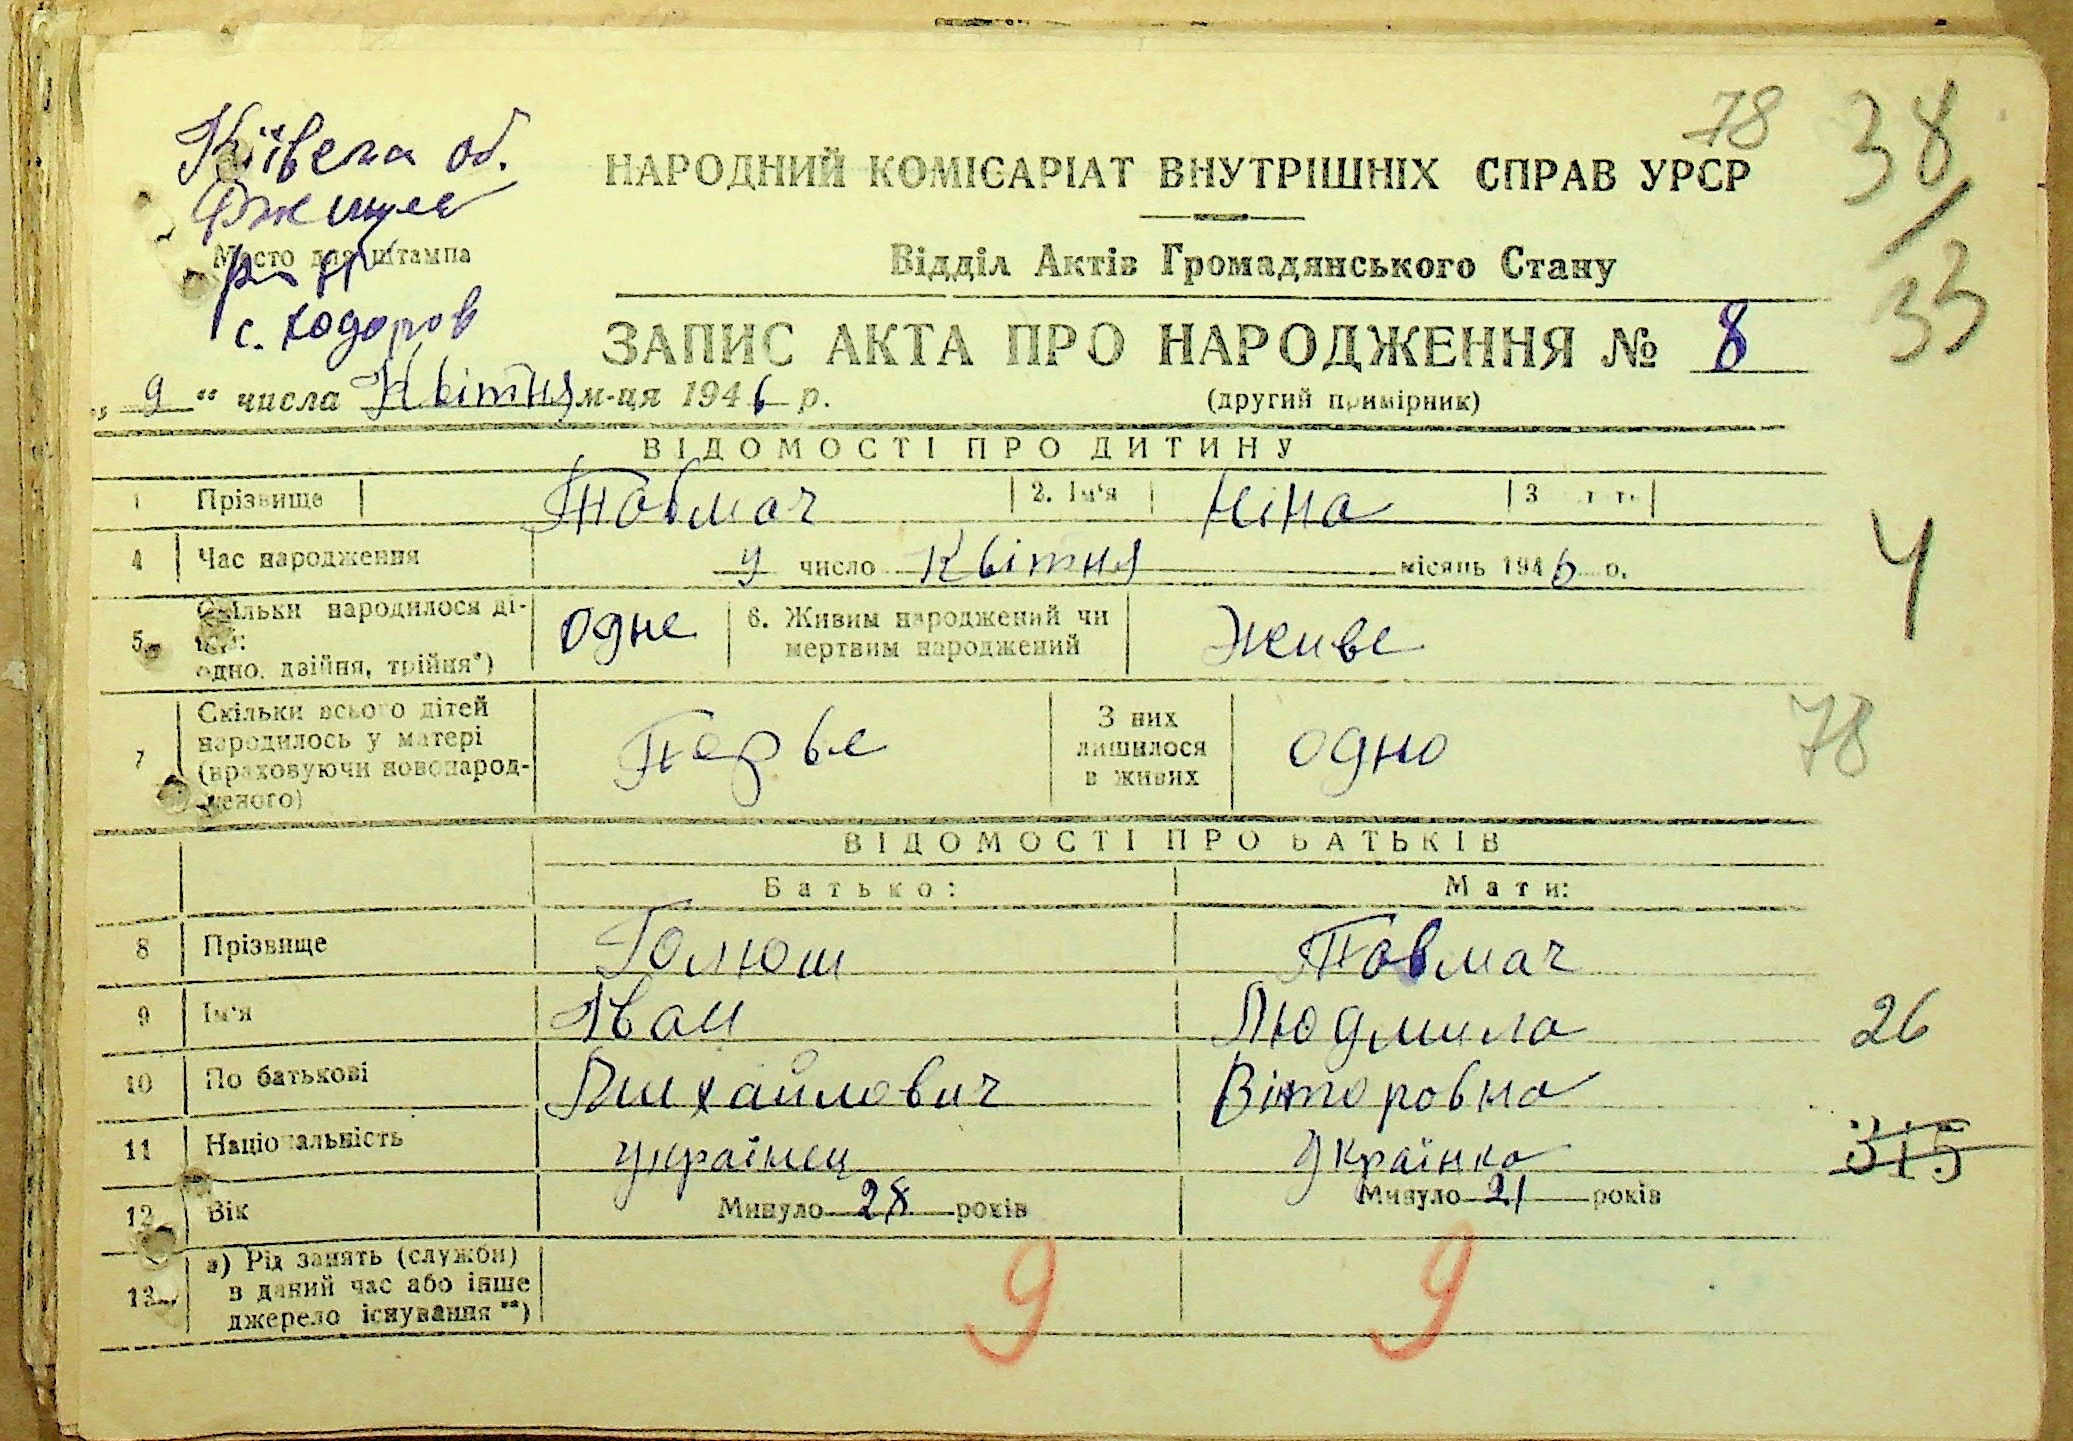 78
38/33
Київска об.
НАРОДНИЙ КОМІСАРІАТ ВНУТРІШНІХ СПРАВ УРСР
Місто для штампа
р-н
Відділ Актів Громадянського Стану
с. Ходоров
ЗАПИС АКТА ПРО НАРОДЖЕННЯ № 8
„ 9 “ числа Квітня м-ця 1946 р.
(другий примірник)
ВІДОМОСТІ ПРО ДИТИНУ
1 Прізвище Товмач 2. Ім'я Ніна 3
4 Час народження 9 число Квітня місяць 1946 р.
Ч
5. Скільки народилося дітей: одно, двійня, трійня*) одне 6. Живим народжений чи мертвим народжений живе
7 Скільки всього дітей народилось у матері (враховуючи новонародженого) Перве З них лишилося в живих одно
78
ВІДОМОСТІ ПРО БАТЬКІВ
Батько: Мати:
8 Прізвище Голюш Товмач
9 Ім'я Іван Людмила
26
10 По батькові Михайлович Вікторовна
11 Національність українец Українка
315
12 Вік Минуло 28 років Минуло 21 років
13 а) Рід занять (служби) в даний час або інше джерело існування **) 9 9